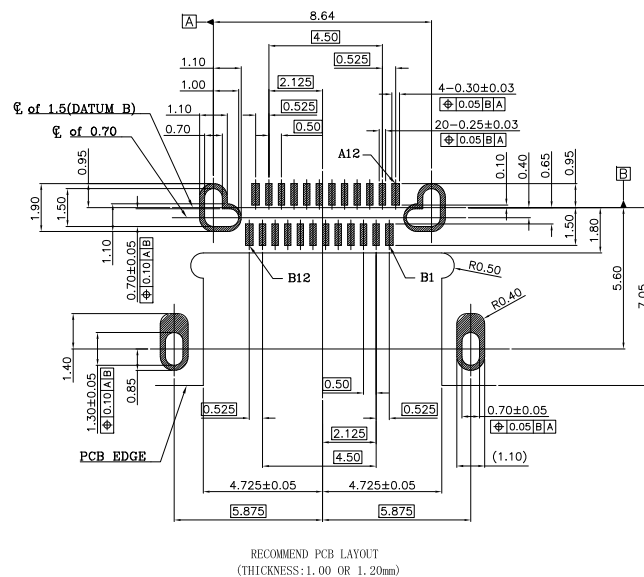 A
8.64
4.50
1.10
0.525
1.00
2.125
4-0.30±0.03
⌖ 0.05 B A
℄ of 1.5(DATUM B)
1.10
0.525
20-0.25±0.03
℄ of 0.70
0.70
0.50
A12
⌖ 0.05 B A
0.95
0.10
0.40
0.65
0.95
B
1.90
1.50
1.10
0.70±0.05
⌖ 0.10 A B
1.50
1.80
B12
B1
R0.50
5.60
7.05
R0.40
1.40
1.30±0.05
⌖ 0.10 A B
0.85
0.50
0.525
0.525
0.70±0.05
⌖ 0.05 B A
2.125
PCB EDGE
4.50
(1.10)
4.725±0.05
4.725±0.05
5.875
5.875
RECOMMEND PCB LAYOUT
(THICKNESS:1.00 OR 1.20mm)